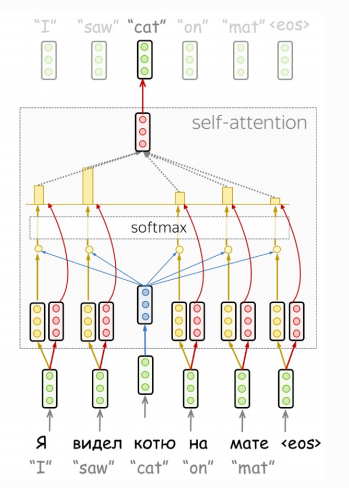 "I" "saw" "cat" "on" "mat" <eos>
self-attention
softmax
Я видел котю на мате <eos>
"I" "saw" "cat" "on" "mat"